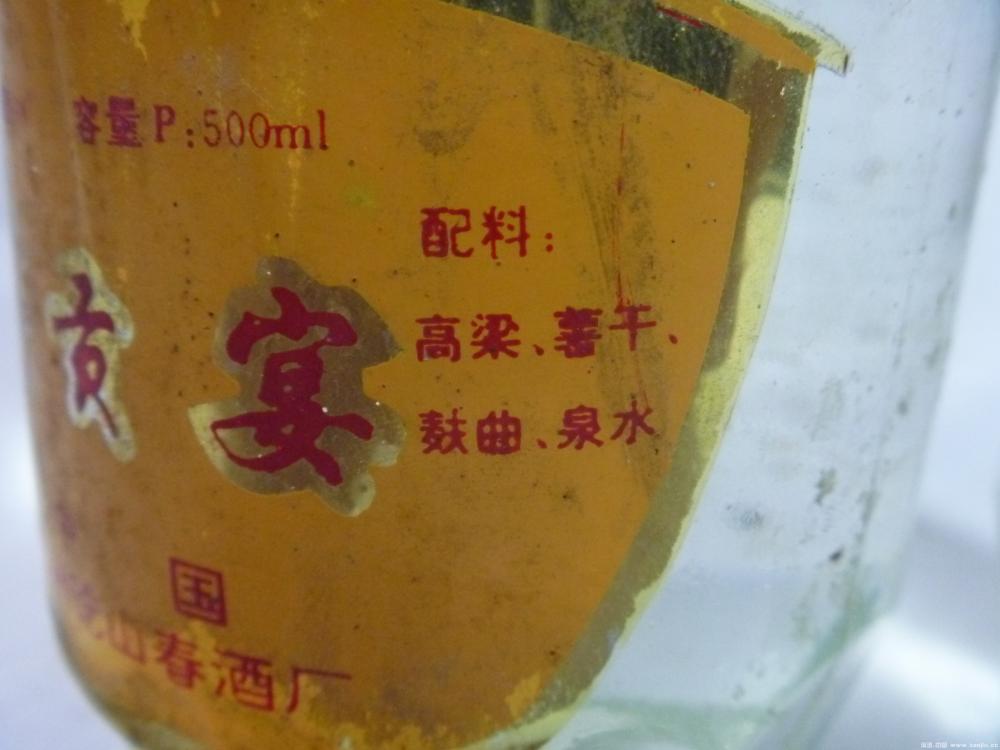 容量P:500ml
配料:
高梁、薯干、
麸曲、泉水
贡宴
国
山春酒厂